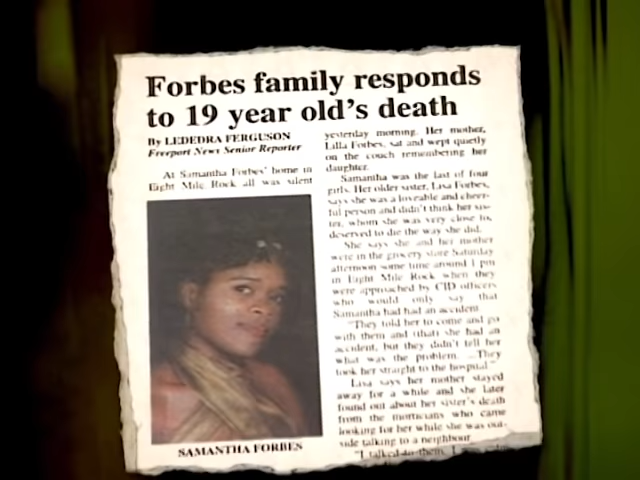 Forbes family responds
to 19 year old's death
By LEDEDRA FERGUSON
Freeport News Senior Reporter
At Samantha Forbes' home in
Eight Mile Rock all was silent
SAMANTHA FORBES
yesterday morning. Her mother,
Lilla Forbes, sat and wept quietly
on the couch remembering her
daughter.
Samantha was the last of four
girls. Her older sister, Lisa Forbes,
says she was a loveable and cheer-
ful person and didn't think her sis-
ter, whom she was very close to,
deserved to die the way she did.
She says she and her mother
were in the grocery store Saturday
afternoon some time around 1 pm
in Eight Mile Rock when they
were approached by CID officers
who would only say that
Samantha had had an accident.
"They told her to come and go
with them and (that) she had an
accident, but they didn't tell her
what was the problem. ...They
took her straight to the hospital."
Lisa says her mother stayed
away for a while and she later
found out about her sister's death
from the morticians who came
looking for her while she was out-
side talking to a neighbour.
"I talked to them, I